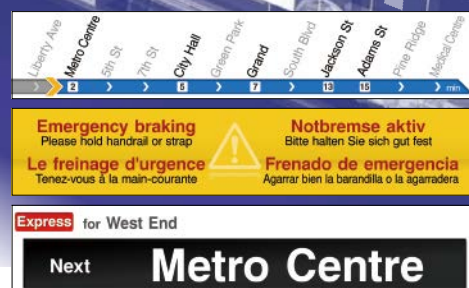 Liberty Ave
Metro Centre
5th St
7th St
City Hall
Green Park
Grand
South Blvd
Jackson St
Adams St
Pine Ridge
Medical Centre
2 5 7 13 15 min
Emergency braking
Please hold handrail or strap
Notbremse aktiv
Bitte halten Sie sich gut fest
Le freinage d'urgence
Tenez-vous à la main-courante
Frenado de emergencia
Agarrar bien la barandilla o la agarradera
Express for West End
Next Metro Centre